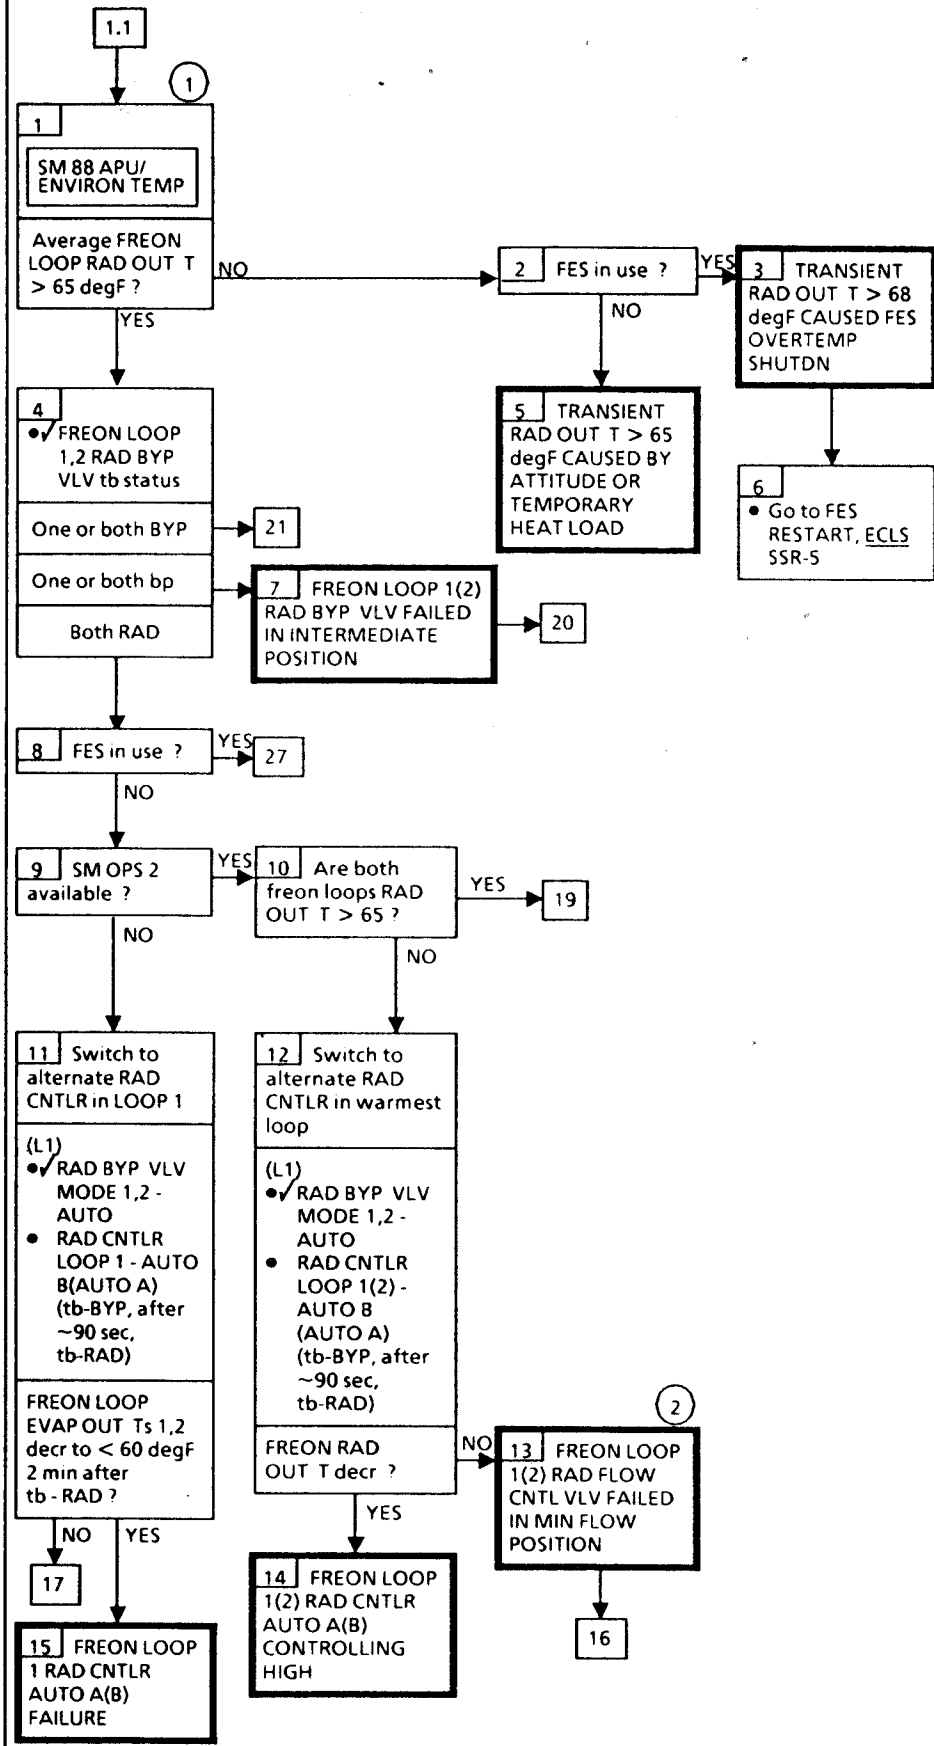 1.1
1
1
SM 88 APU/
ENVIRON TEMP
Average FREON
LOOP RAD OUT T
> 65 degF ?
NO
YES
2 FES in use ?
YES
NO
3 TRANSIENT
RAD OUT T > 68
degF CAUSED FES
OVERTEMP
SHUTDN
4
•✓FREON LOOP
1,2 RAD BYP
VLV tb status
One or both BYP
21
One or both bp
Both RAD
5 TRANSIENT
RAD OUT T > 65
degF CAUSED BY
ATTITUDE OR
TEMPORARY
HEAT LOAD
6
• Go to FES
RESTART, ECLS
SSR-5
7 FREON LOOP 1(2)
RAD BYP VLV FAILED
IN INTERMEDIATE
POSITION
20
8 FES in use ?
YES
27
NO
9 SM OPS 2
available ?
YES
NO
10 Are both
freon loops RAD
OUT T > 65 ?
YES
19
NO
11 Switch to
alternate RAD
CNTLR in LOOP 1
(L1)
•✓RAD BYP VLV
MODE 1,2 -
AUTO
• RAD CNTLR
LOOP 1 - AUTO
B(AUTO A)
(tb-BYP, after
~90 sec,
tb-RAD)
FREON LOOP
EVAP OUT Ts 1,2
decr to < 60 degF
2 min after
tb - RAD ?
NO
YES
17
12 Switch to
alternate RAD
CNTLR in warmest
loop
(L1)
•✓RAD BYP VLV
MODE 1,2 -
AUTO
• RAD CNTLR
LOOP 1(2) -
AUTO B
(AUTO A)
(tb-BYP, after
~90 sec,
tb-RAD)
FREON RAD
OUT T decr ?
NO
YES
2
13 FREON LOOP
1(2) RAD FLOW
CNTL VLV FAILED
IN MIN FLOW
POSITION
16
14 FREON LOOP
1(2) RAD CNTLR
AUTO A(B)
CONTROLLING
HIGH
15 FREON LOOP
1 RAD CNTLR
AUTO A(B)
FAILURE